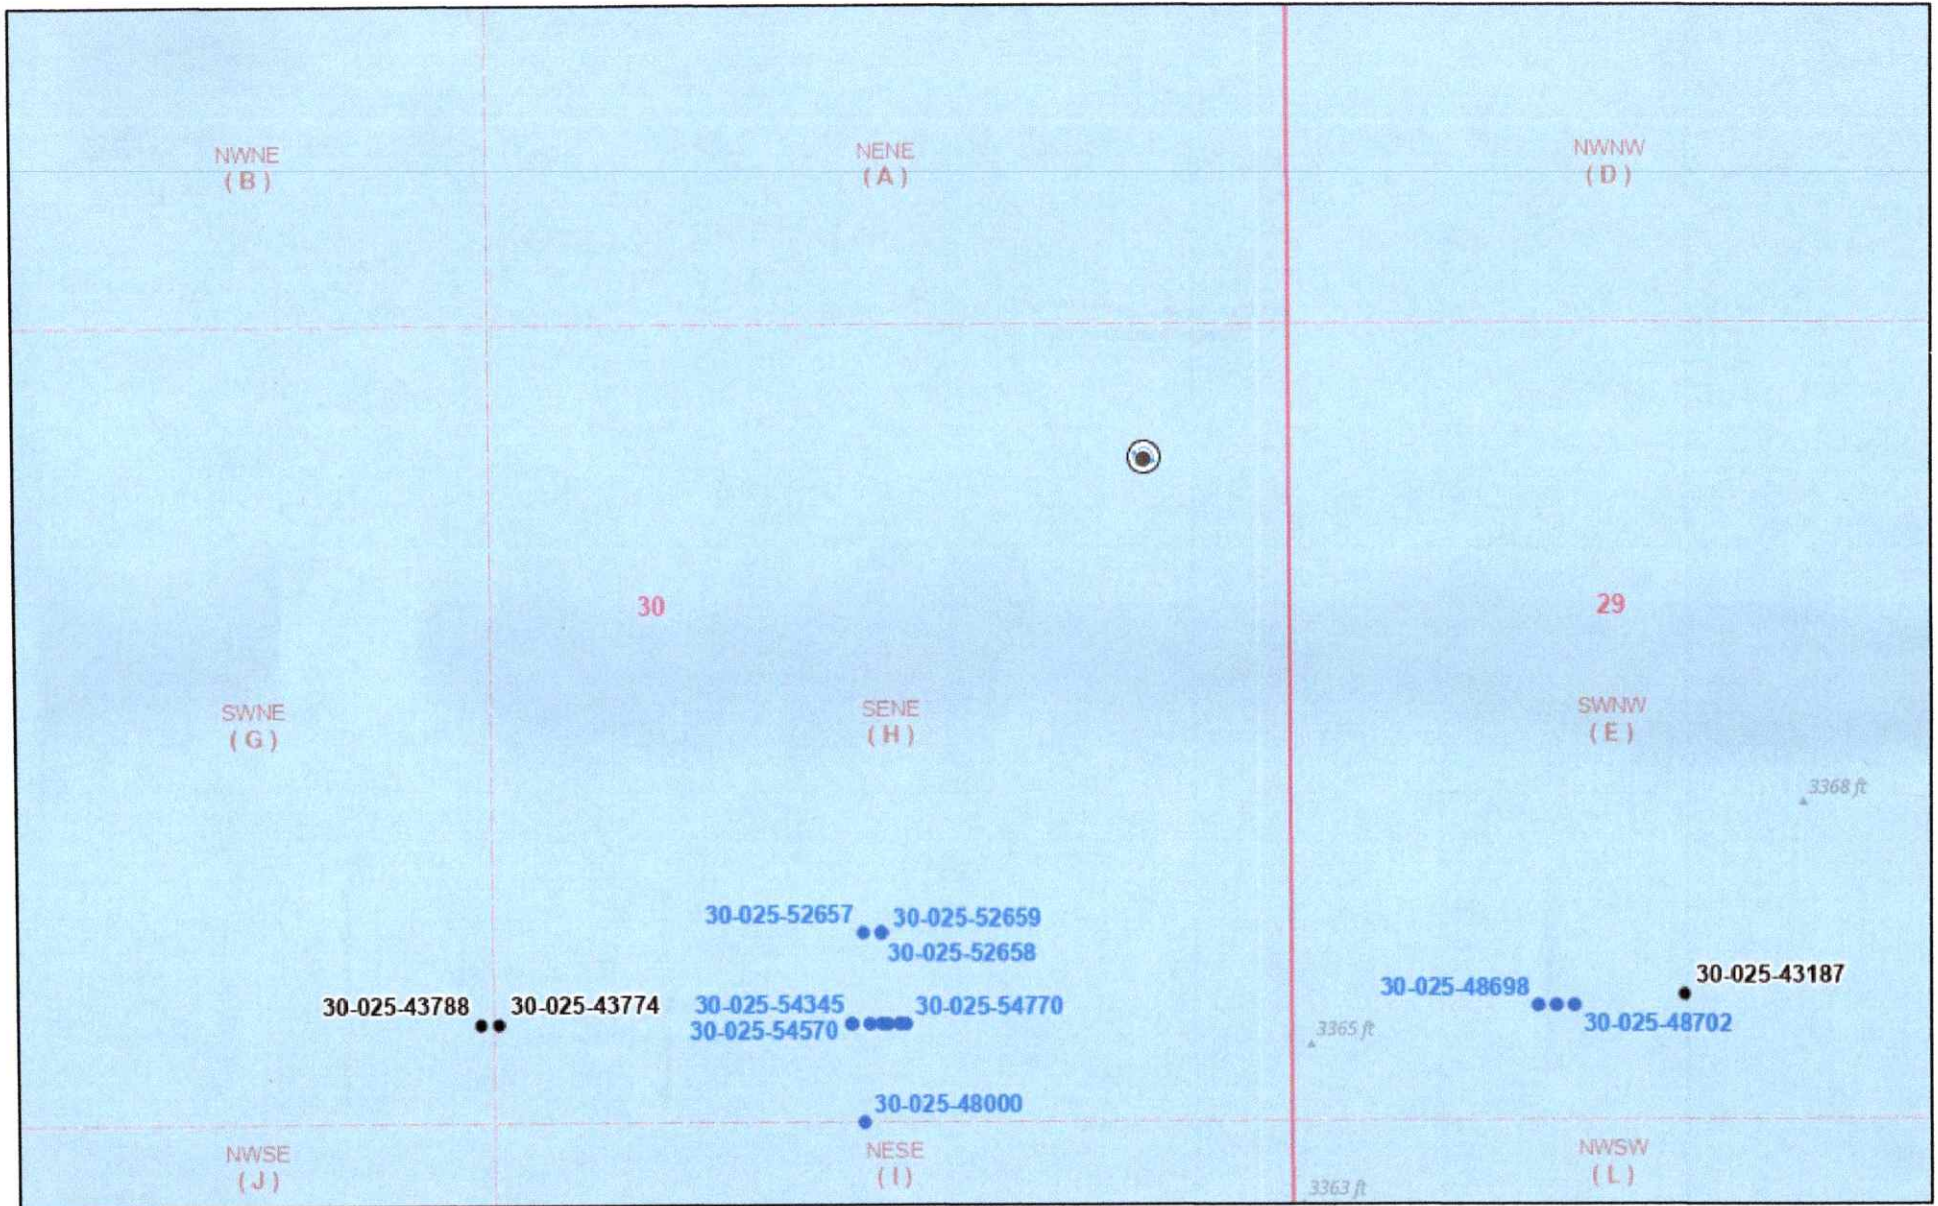 NWNE
( B )
NENE
( A )
NWNW
( D )
30
29
SWNE
( G )
SENE
( H )
SWNW
( E )
3368 ft
30-025-52657
30-025-52659
30-025-52658
30-025-43788
30-025-43774
30-025-54345
30-025-54570
30-025-54770
30-025-48698
30-025-43187
30-025-48702
3365 ft
30-025-48000
NWSE
( J )
NESE
( I )
NWSW
( L )
3363 ft